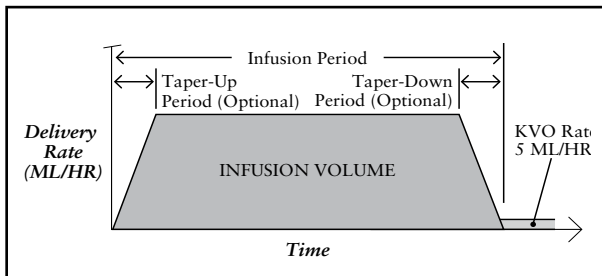 Infusion Period
Taper-Up
Period (Optional)
Taper-Down
Period (Optional)
Delivery
Rate
(ML/HR)
INFUSION VOLUME
KVO Rate
5 ML/HR
Time